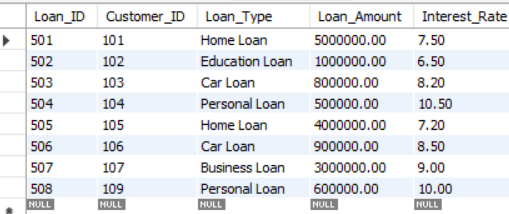 Loan_ID Customer_ID Loan_Type Loan_Amount Interest_Rate
501 101 Home Loan 5000000.00 7.50
502 102 Education Loan 1000000.00 6.50
503 103 Car Loan 800000.00 8.20
504 104 Personal Loan 500000.00 10.50
505 105 Home Loan 4000000.00 7.20
506 106 Car Loan 900000.00 8.50
507 107 Business Loan 3000000.00 9.00
508 109 Personal Loan 600000.00 10.00
NULL NULL NULL NULL NULL